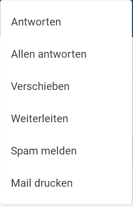 Antworten
Allen antworten
Verschieben
Weiterleiten
Spam melden
Mail drucken